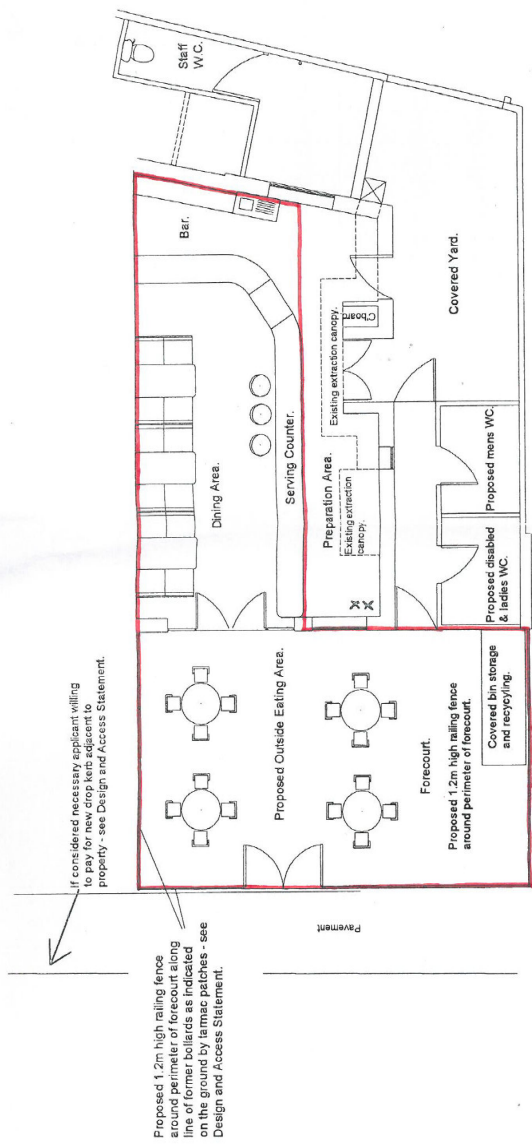 Staff
W.C.
Bar.
Covered Yard.
C'board
Existing extraction canopy.
Dining Area.
Serving Counter.
Preparation Area.
Existing extraction
canopy.
Proposed mens WC.
Proposed disabled
& ladies WC.
If considered necessary applicant willing
to pay for new drop kerb adjacent to
property - see Design and Access Statement.
Proposed Outside Eating Area.
Forecourt.
Proposed 1.2m high railing fence
around perimeter of forecourt.
Covered bin storage
and recycyling.
Pavement
Proposed 1.2m high railing fence
around perimeter of forecourt along
line of former bollards as indicated
on the ground by tarmac patches - see
Design and Access Statement.